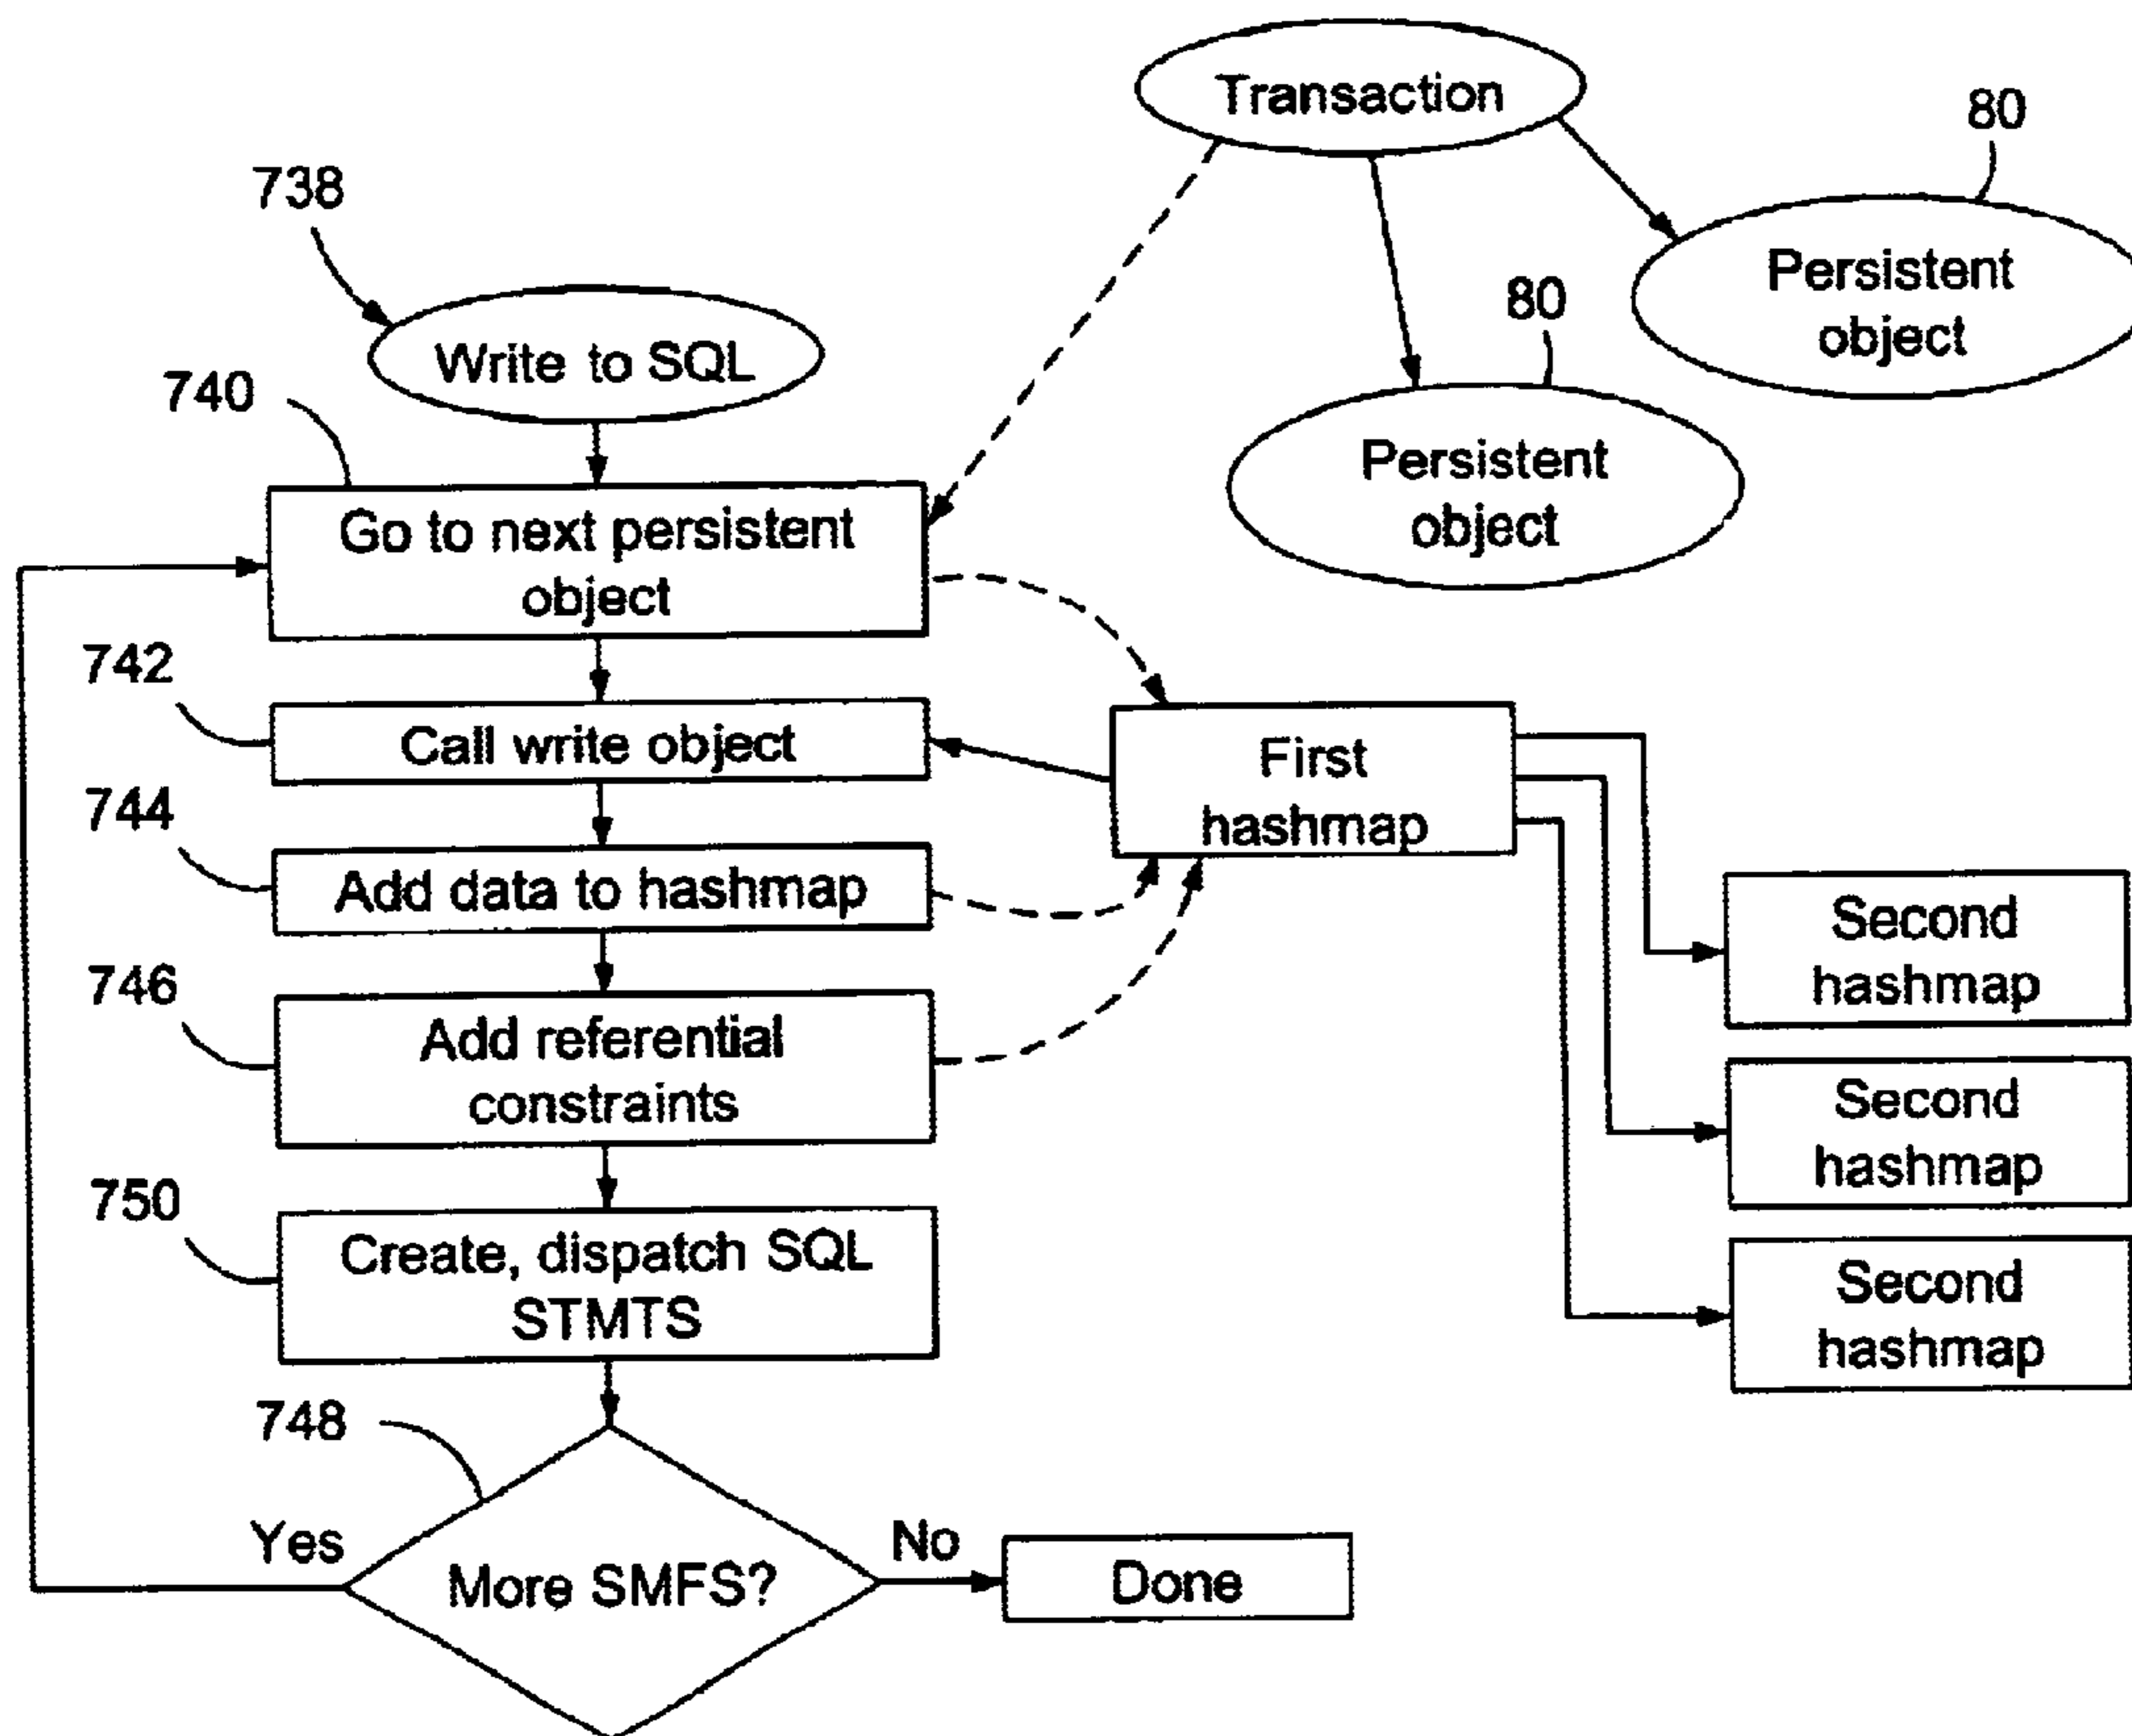 Transaction
80
738
Persistent
object
80
Write to SQL
740
Persistent
object
Go to next persistent
object
742
Call write object
First
hashmap
744
Add data to hashmap
Second
hashmap
746
Add referential
constraints
Second
hashmap
750
Create, dispatch SQL
STMTS
Second
hashmap
748
Yes
No
More SMFS?
Done